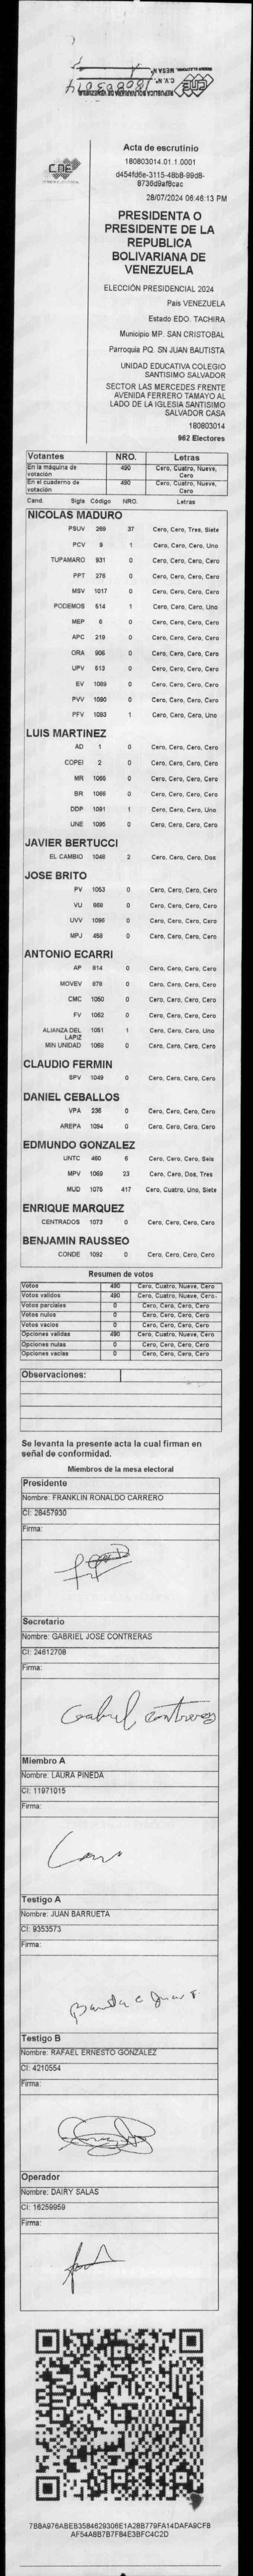 REPUBLICA BOLIVARIANA DE VENEZUELA
CNE
C.V. Nº.
MESA Nº
CNE
Acta de escrutinio
180803014.01.1.0001
d454fd6e-3115-48b8-99d8-
8736d9af8cac
28/07/2024 06:46:13 PM
PRESIDENTA O
PRESIDENTE DE LA
REPUBLICA
BOLIVARIANA DE
VENEZUELA
ELECCIÓN PRESIDENCIAL 2024
País VENEZUELA
Estado EDO. TACHIRA
Municipio MP. SAN CRISTOBAL
Parroquia PQ. SN JUAN BAUTISTA
UNIDAD EDUCATIVA COLEGIO
SANTISIMO SALVADOR
SECTOR LAS MERCEDES FRENTE
AVENIDA FERRERO TAMAYO AL
LADO DE LA IGLESIA SANTISIMO
SALVADOR CASA
180803014
962 Electores
Votantes NRO. Letras
En la máquina de votación 490 Cero, Cuatro, Nueve, Cero
En el cuaderno de votación 490 Cero, Cuatro, Nueve, Cero
Cand. Sigla Código NRO. Letras
NICOLAS MADURO
PSUV 269 37 Cero, Cero, Tres, Siete
PCV 9 1 Cero, Cero, Cero, Uno
TUPAMARO 931 0 Cero, Cero, Cero, Cero
PPT 276 0 Cero, Cero, Cero, Cero
MSV 1017 0 Cero, Cero, Cero, Cero
PODEMOS 514 1 Cero, Cero, Cero, Uno
MEP 6 0 Cero, Cero, Cero, Cero
APC 219 0 Cero, Cero, Cero, Cero
ORA 906 0 Cero, Cero, Cero, Cero
UPV 613 0 Cero, Cero, Cero, Cero
EV 1089 0 Cero, Cero, Cero, Cero
PVV 1090 0 Cero, Cero, Cero, Cero
PFV 1093 1 Cero, Cero, Cero, Uno
LUIS MARTINEZ
AD 1 0 Cero, Cero, Cero, Cero
COPEI 2 0 Cero, Cero, Cero, Cero
MR 1065 0 Cero, Cero, Cero, Cero
BR 1066 0 Cero, Cero, Cero, Cero
DDP 1091 1 Cero, Cero, Cero, Uno
UNE 1095 0 Cero, Cero, Cero, Cero
JAVIER BERTUCCI
EL CAMBIO 1048 2 Cero, Cero, Cero, Dos
JOSE BRITO
PV 1053 0 Cero, Cero, Cero, Cero
VU 0 Cero, Cero, Cero, Cero
UVV 1096 0 Cero, Cero, Cero, Cero
MPJ 458 0 Cero, Cero, Cero, Cero
ANTONIO ECARRI
AP 814 0 Cero, Cero, Cero, Cero
MOVEV 878 0 Cero, Cero, Cero, Cero
CMC 1050 0 Cero, Cero, Cero, Cero
FV 1052 0 Cero, Cero, Cero, Cero
ALIANZA DEL LAPIZ 1051 1 Cero, Cero, Cero, Uno
MIN UNIDAD 1068 0 Cero, Cero, Cero, Cero
CLAUDIO FERMIN
SPV 1049 0 Cero, Cero, Cero, Cero
DANIEL CEBALLOS
VPA 236 0 Cero, Cero, Cero, Cero
AREPA 1094 0 Cero, Cero, Cero, Cero
EDMUNDO GONZALEZ
UNTC 460 6 Cero, Cero, Cero, Seis
MPV 1069 23 Cero, Cero, Dos, Tres
MUD 1075 417 Cero, Cuatro, Uno, Siete
ENRIQUE MARQUEZ
CENTRADOS 1073 0 Cero, Cero, Cero, Cero
BENJAMIN RAUSSEO
CONDE 1092 0 Cero, Cero, Cero, Cero
Resumen de votos
Votos 490 Cero, Cuatro, Nueve, Cero
Votos validos 490 Cero, Cuatro, Nueve, Cero
Votos parciales 0 Cero, Cero, Cero, Cero
Votos nulos 0 Cero, Cero, Cero, Cero
Votos vacios 0 Cero, Cero, Cero, Cero
Opciones validas 490 Cero, Cuatro, Nueve, Cero
Opciones nulas 0 Cero, Cero, Cero, Cero
Opciones vacias 0 Cero, Cero, Cero, Cero
Observaciones:
Se levanta la presente acta la cual firman en
señal de conformidad.
Miembros de la mesa electoral
Presidente
Nombre: FRANKLIN RONALDO CARRERO
CI: 28457930
Firma:
Secretario
Nombre: GABRIEL JOSE CONTRERAS
CI: 24612708
Firma:
Gabriel Contreras
Miembro A
Nombre: LAURA PINEDA
CI: 11971015
Firma:
Testigo A
Nombre: JUAN BARRUETA
CI: 9353573
Firma:
Testigo B
Nombre: RAFAEL ERNESTO GONZALEZ
CI: 4210554
Firma:
Operador
Nombre: DAIRY SALAS
CI: 16259959
Firma:
7B8A976ABEB3584629306E1A28B779FA14DAFA9CFB
AF54A8B7B7F84E3BFC4C2D